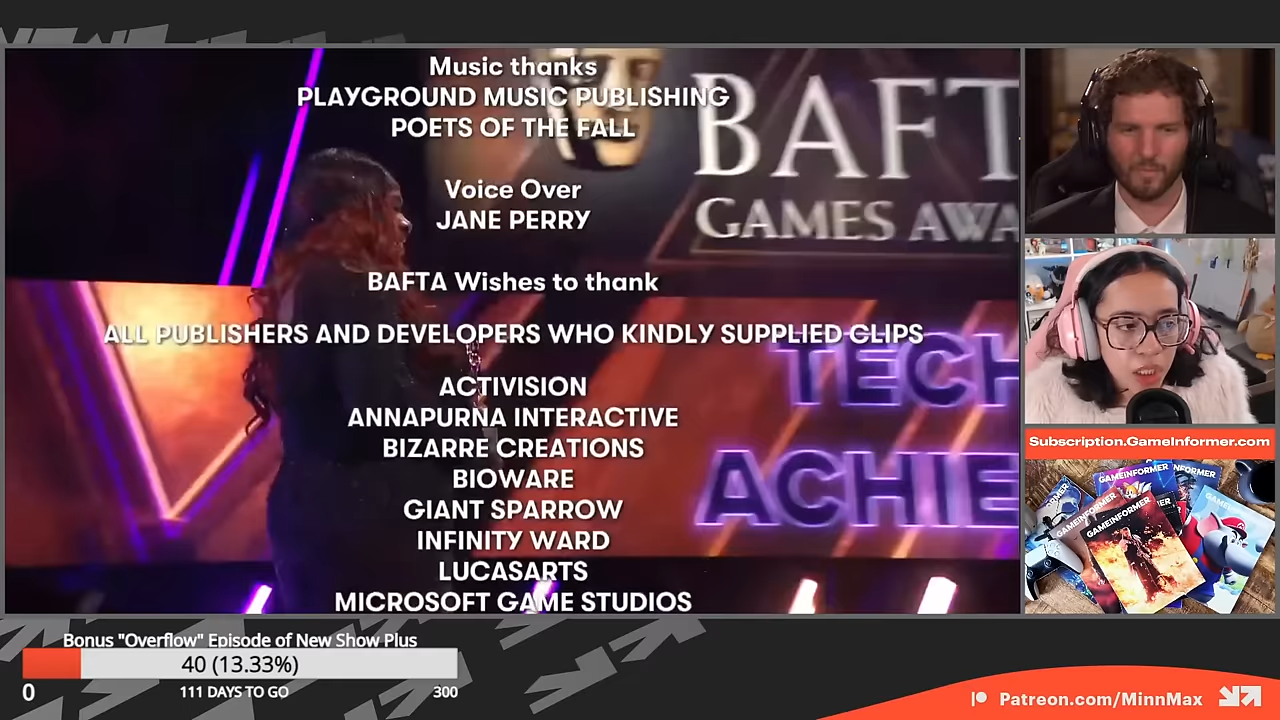 Music thanks
PLAYGROUND MUSIC PUBLISHING
POETS OF THE FALL
Voice Over
JANE PERRY
BAFTA Wishes to thank
ALL PUBLISHERS AND DEVELOPERS WHO KINDLY SUPPLIED CLIPS
ACTIVISION
ANNAPURNA INTERACTIVE
BIZARRE CREATIONS
BIOWARE
GIANT SPARROW
INFINITY WARD
LUCASARTS
MICROSOFT GAME STUDIOS
BAFT
GAMES AWA
TECH
ACHIE
Subscription.GameInformer.com
GAMEINFORMER
GAMEINFORMER
GAMEINFORMER
Bonus "Overflow" Episode of New Show Plus
40 (13.33%)
0 111 DAYS TO GO 300
Patreon.com/MinnMax